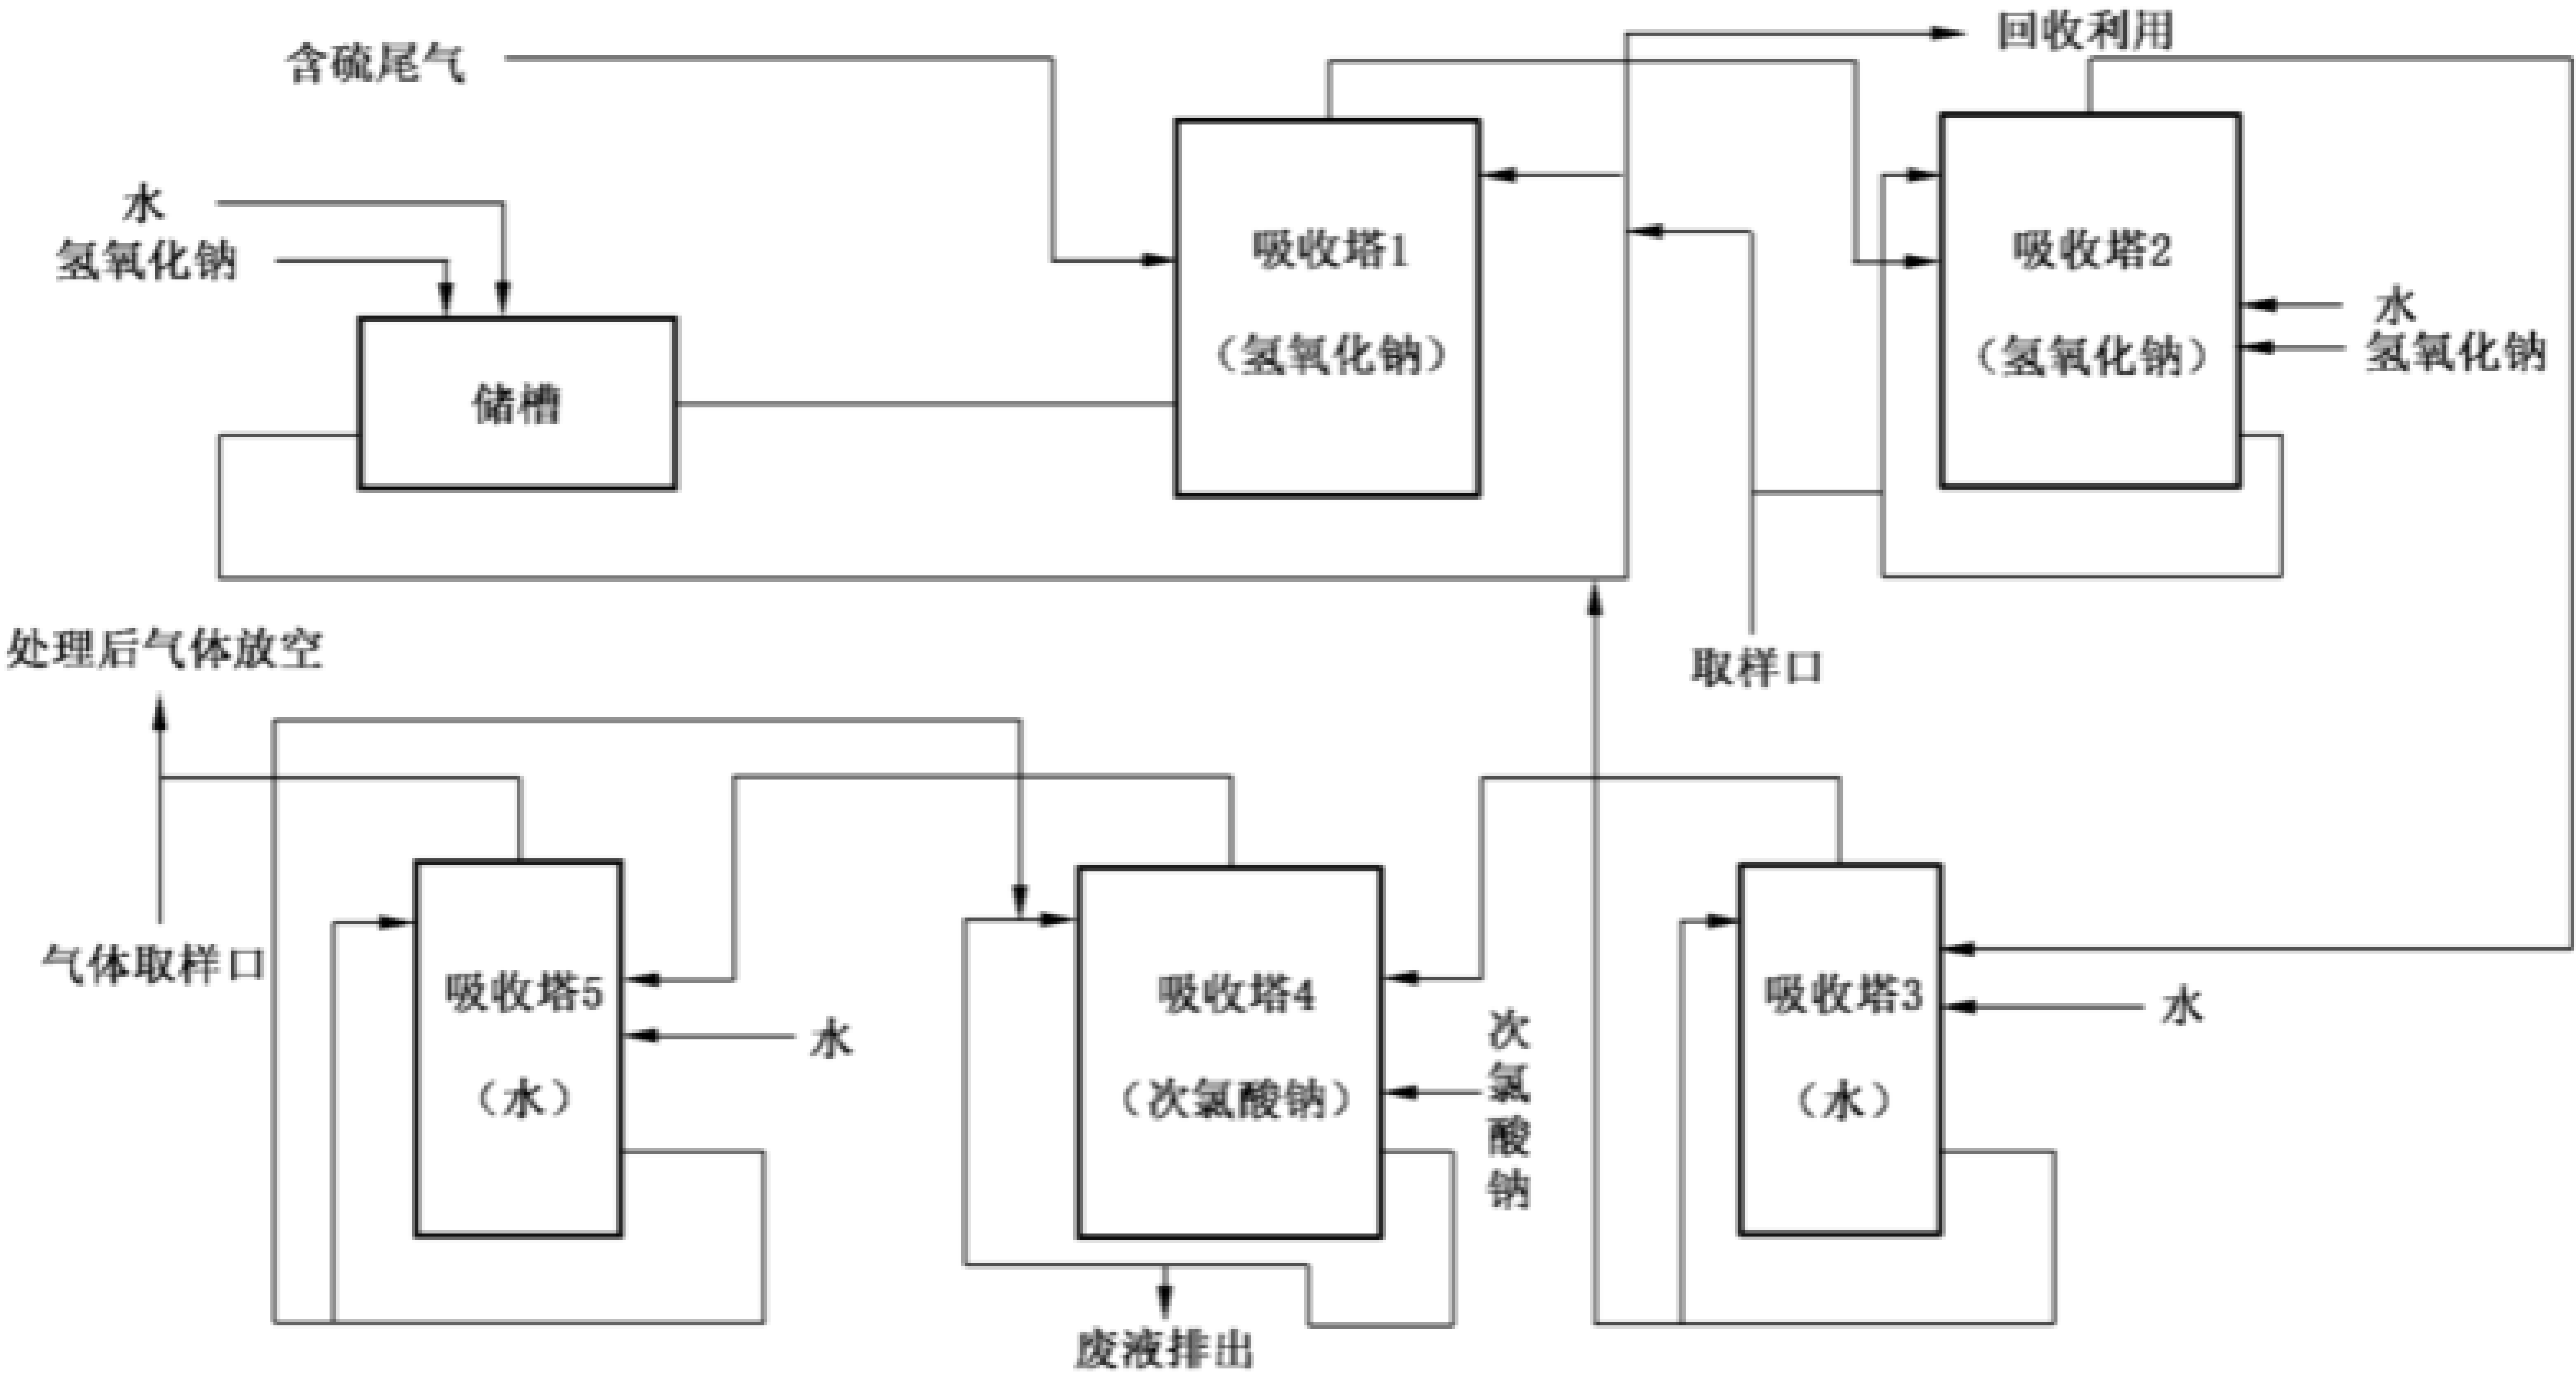 回收利用
含硫尾气
水
氢氧化钠
吸收塔1
（氢氧化钠）
吸收塔2
（氢氧化钠）
水
氢氧化钠
储槽
处理后气体放空
取样口
气体取样口
吸收塔5
（水）
水
吸收塔4
（次氯酸钠）
次氯酸钠
吸收塔3
（水）
水
废液排出